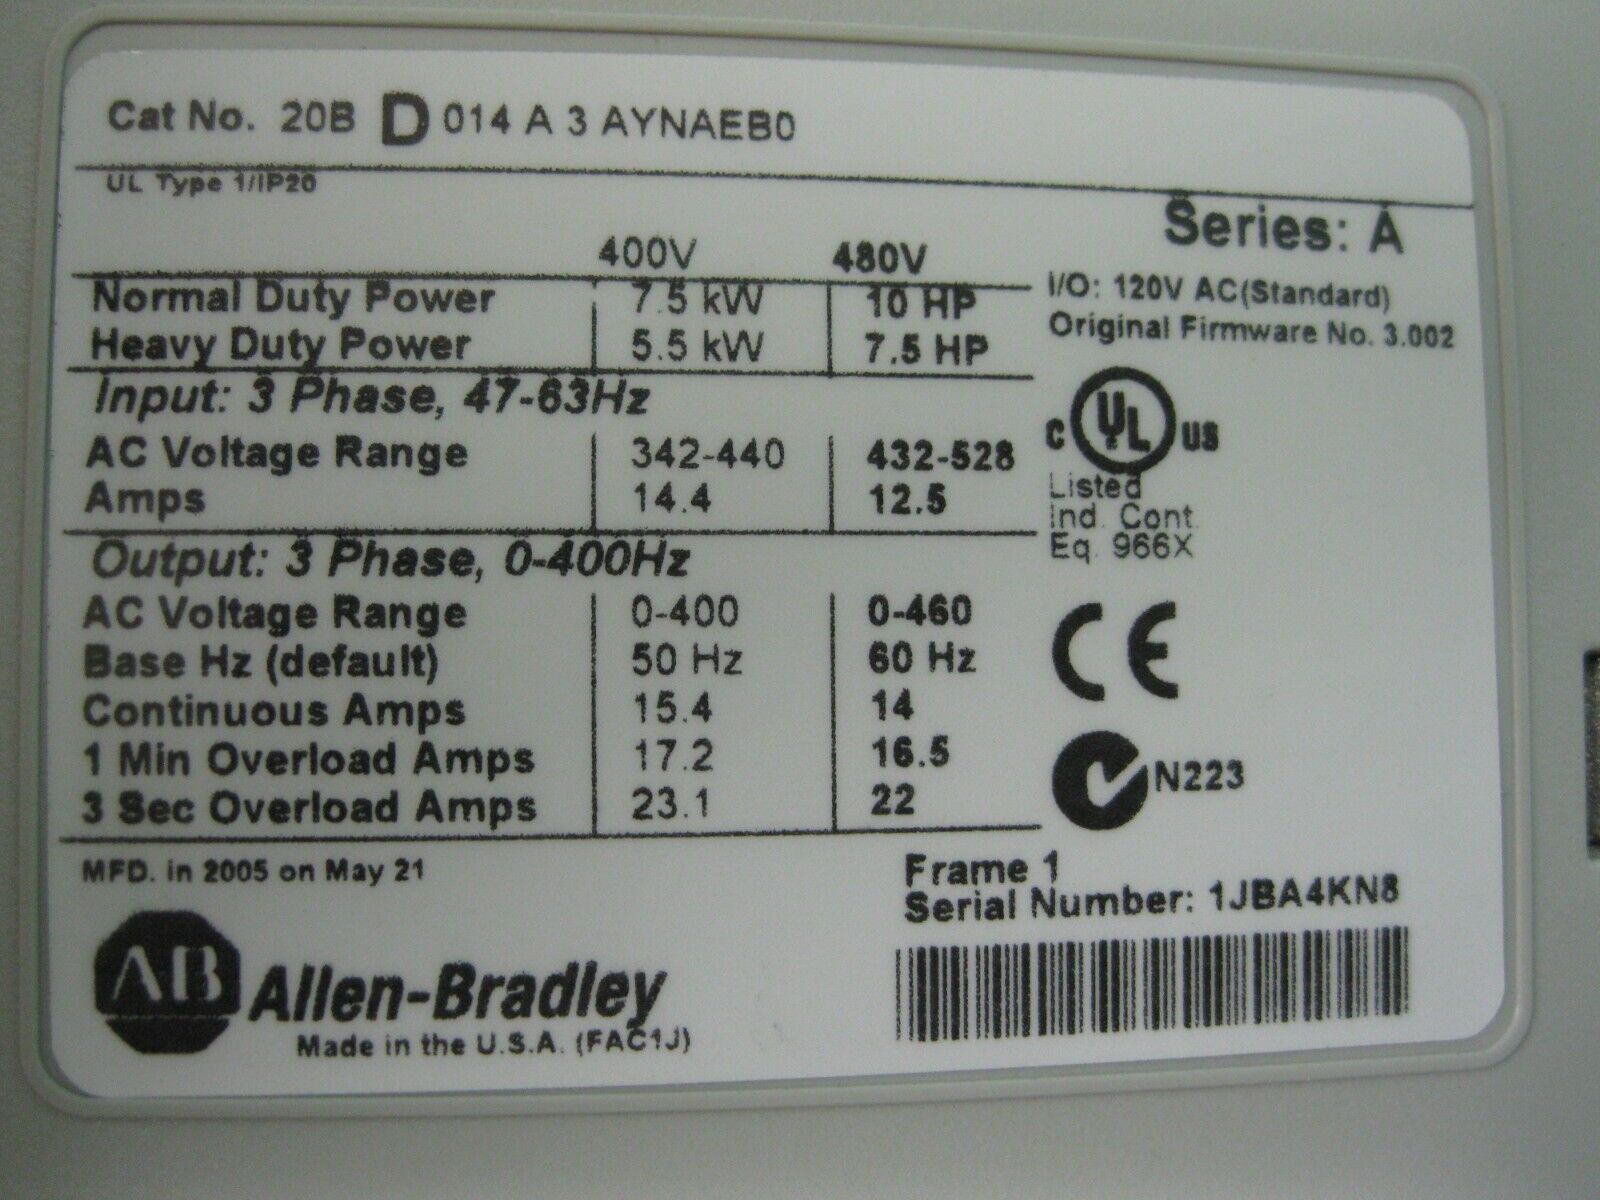 Cat No. 20B D 014 A 3 AYNAEB0
UL Type 1/IP20
Series: A
400V 480V
I/O: 120V AC(Standard)
Normal Duty Power 7.5 kW 10 HP
Original Firmware No. 3.002
Heavy Duty Power 5.5 kW 7.5 HP
Input: 3 Phase, 47-63Hz
AC Voltage Range 342-440 432-528
Amps 14.4 12.5
C UL US
Listed
Ind. Cont.
Eq. 966X
Output: 3 Phase, 0-400Hz
AC Voltage Range 0-400 0-460
Base Hz (default) 50 Hz 60 Hz
Continuous Amps 15.4 14
1 Min Overload Amps 17.2 16.5
3 Sec Overload Amps 23.1 22
CE
N223
MFD. in 2005 on May 21
Frame 1
Serial Number: 1JBA4KN8
AB Allen-Bradley
Made in the U.S.A. (FAC1J)